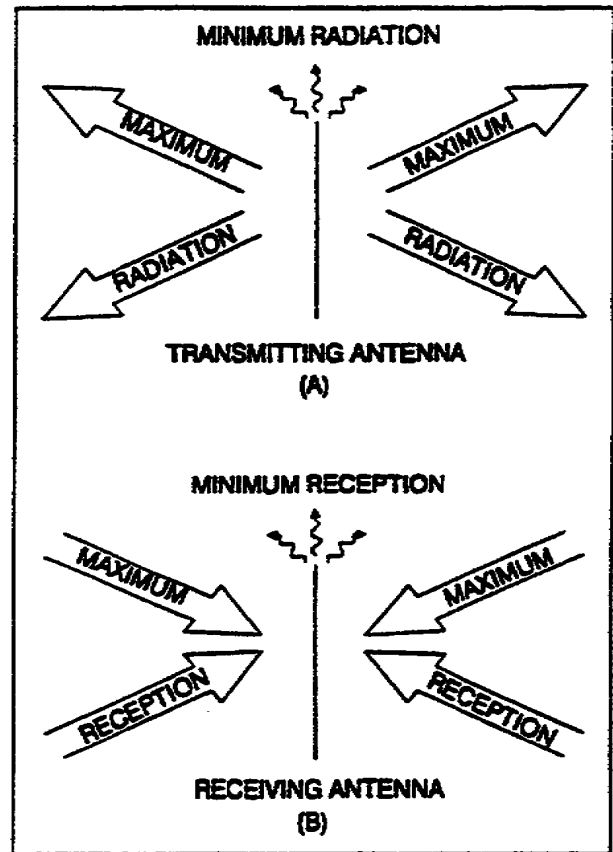 MINIMUM RADIATION
MAXIMUM
MAXIMUM
RADIATION
RADIATION
TRANSMITTING ANTENNA
(A)
MINIMUM RECEPTION
MAXIMUM
MAXIMUM
RECEPTION
RECEPTION
RECEIVING ANTENNA
(B)